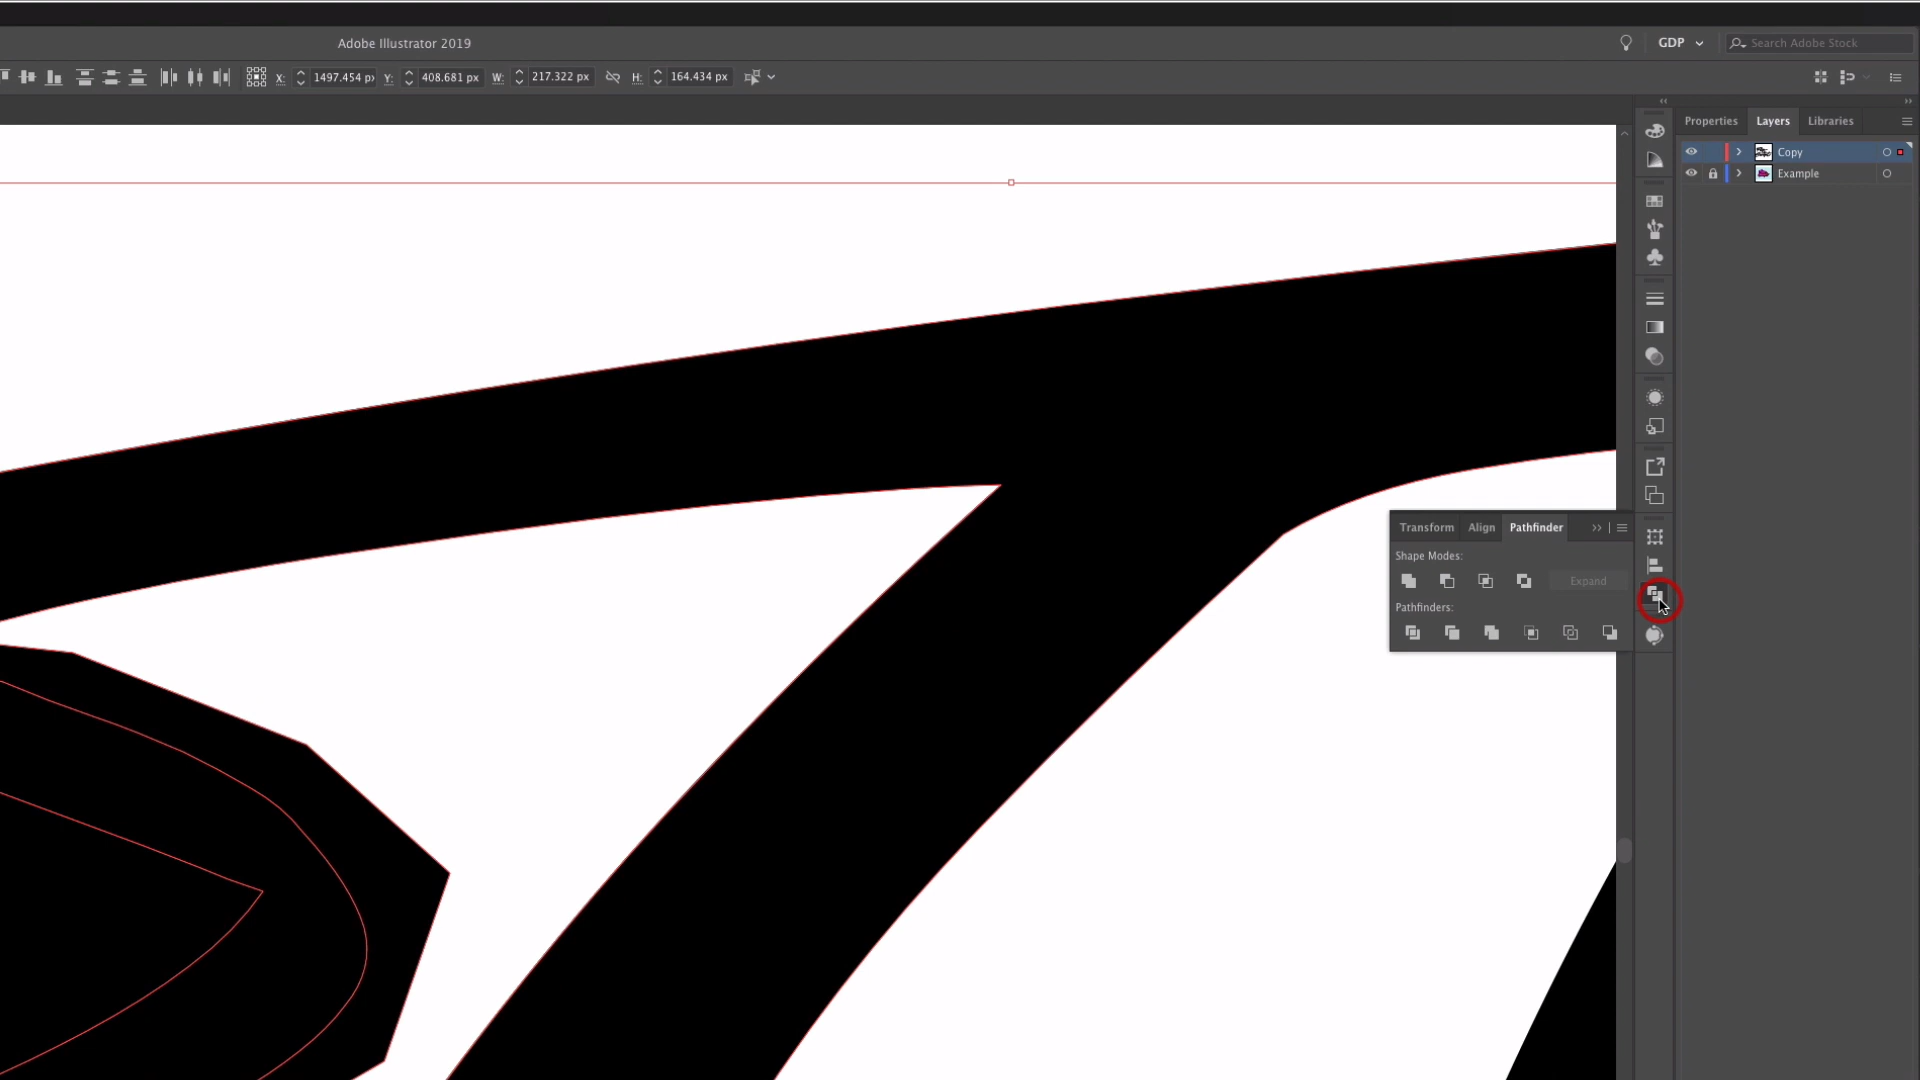 Adobe Illustrator 2019
GDP
Search Adobe Stock
X: 1497.454 p
Y: 408.681 px
W: 217.322 px
H: 164.434 px
Properties
Layers
Libraries
Copy
Example
Transform
Align
Pathfinder
Shape Modes:
Expand
Pathfinders: